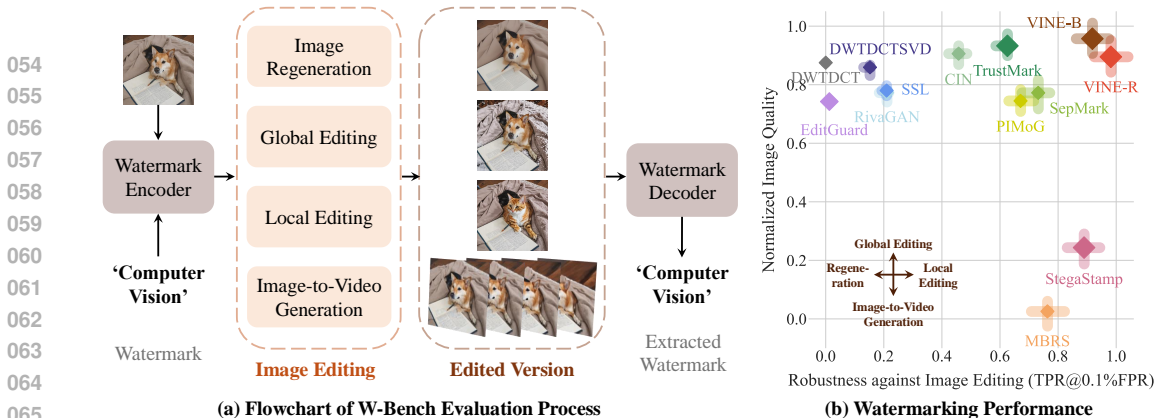 054
055
056
057
058
059
060
061
062
063
064
065
Watermark
Encoder
‘Computer
Vision’
Watermark
Image
Regeneration
Global Editing
Local Editing
Image-to-Video
Generation
Image Editing
Edited Version
Watermark
Decoder
‘Computer
Vision’
Extracted
Watermark
(a) Flowchart of W-Bench Evaluation Process
Normalized Image Quality
1.0
0.8
0.6
0.4
0.2
0.0
VINE-B
DWTDCTSVD
DWTDCT
CIN
TrustMark
VINE-R
SSL
SepMark
EditGuard
RivaGAN
PIMoG
Global Editing
Regene-
ration
Local
Editing
Image-to-Video
Generation
StegaStamp
MBRS
0.0 0.2 0.4 0.6 0.8 1.0
Robustness against Image Editing (TPR@0.1%FPR)
(b) Watermarking Performance